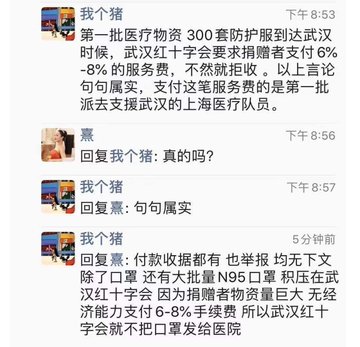 我个猪 下午 8:53
第一批医疗物资 300 套防护服到达武汉
时候，武汉红十字会要求捐赠者支付 6%
-8% 的服务费，不然就拒收 。以上言论
句句属实，支付这笔服务费的是第一批
派去支援武汉的上海医疗队员。
熹 下午 8:56
回复我个猪: 真的吗?
我个猪 下午 8:57
回复熹: 句句属实
我个猪 5分钟前
回复熹: 付款收据都有 也举报 均无下文
除了口罩 还有大批量N95口罩 积压在武
汉红十字会 因为捐赠者物资量巨大 无经
济能力支付6-8%手续费 所以武汉红十
字会就不把口罩发给医院